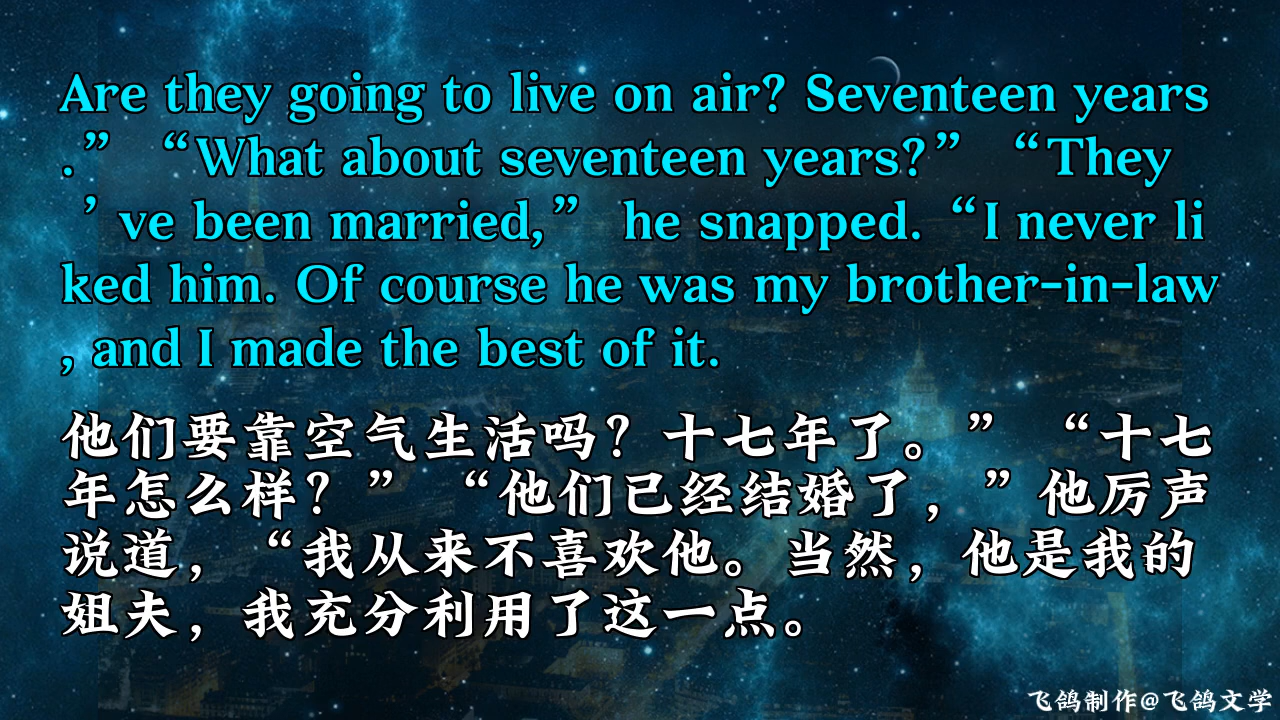 Are they going to live on air? Seventeen years
.” “What about seventeen years?” “They
’ve been married,” he snapped. “I never li
ked him. Of course he was my brother-in-law
, and I made the best of it.
他们要靠空气生活吗？十七年了。”“十七
年怎么样？”“他们已经结婚了，”他厉声
说道，“我从来不喜欢他。当然，他是我的
姐夫，我充分利用了这一点。
飞鸽制作@飞鸽文学